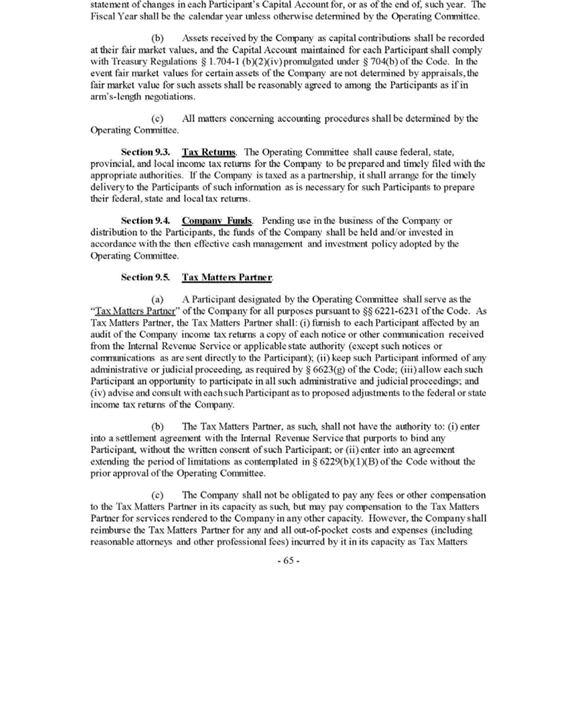 statement of changes in each Participant's Capital Account for, or as of the end of, such year. The
Fiscal Year shall be the calendar year unless otherwise determined by the Operating Committee.
(b) Assets received by the Company as capital contributions shall be recorded
at their fair market values, and the Capital Account maintained for each Participant shall comply
with Treasury Regulations § 1.704-1 (b)(2)(iv) promulgated under § 704(b) of the Code. In the
event fair market values for certain assets of the Company are not determined by appraisals, the
fair market value for such assets shall be reasonably agreed to among the Participants as if in
arm's-length negotiations.
(c) All matters concerning accounting procedures shall be determined by the
Operating Committee.
Section 9.3. Tax Returns. The Operating Committee shall cause federal, state,
provincial, and local income tax returns for the Company to be prepared and timely filed with the
appropriate authorities. If the Company is taxed as a partnership, it shall arrange for the timely
delivery to the Participants of such information as is necessary for such Participants to prepare
their federal, state and local tax returns.
Section 9.4. Company Funds. Pending use in the business of the Company or
distribution to the Participants, the funds of the Company shall be held and/or invested in
accordance with the then effective cash management and investment policy adopted by the
Operating Committee.
Section 9.5. Tax Matters Partner.
(a) A Participant designated by the Operating Committee shall serve as the
"Tax Matters Partner" of the Company for all purposes pursuant to §§ 6221-6231 of the Code. As
Tax Matters Partner, the Tax Matters Partner shall: (i) furnish to each Participant affected by an
audit of the Company income tax returns a copy of each notice or other communication received
from the Internal Revenue Service or applicable state authority (except such notices or
communications as are sent directly to the Participant); (ii) keep such Participant informed of any
administrative or judicial proceeding, as required by § 6623(g) of the Code; (iii) allow each such
Participant an opportunity to participate in all such administrative and judicial proceedings; and
(iv) advise and consult with each such Participant as to proposed adjustments to the federal or state
income tax returns of the Company.
(b) The Tax Matters Partner, as such, shall not have the authority to: (i) enter
into a settlement agreement with the Internal Revenue Service that purports to bind any
Participant, without the written consent of such Participant; or (ii) enter into an agreement
extending the period of limitations as contemplated in § 6229(b)(1)(B) of the Code without the
prior approval of the Operating Committee.
(c) The Company shall not be obligated to pay any fees or other compensation
to the Tax Matters Partner in its capacity as such, but may pay compensation to the Tax Matters
Partner for services rendered to the Company in any other capacity. However, the Company shall
reimburse the Tax Matters Partner for any and all out-of-pocket costs and expenses (including
reasonable attorneys and other professional fees) incurred by it in its capacity as Tax Matters
- 65 -